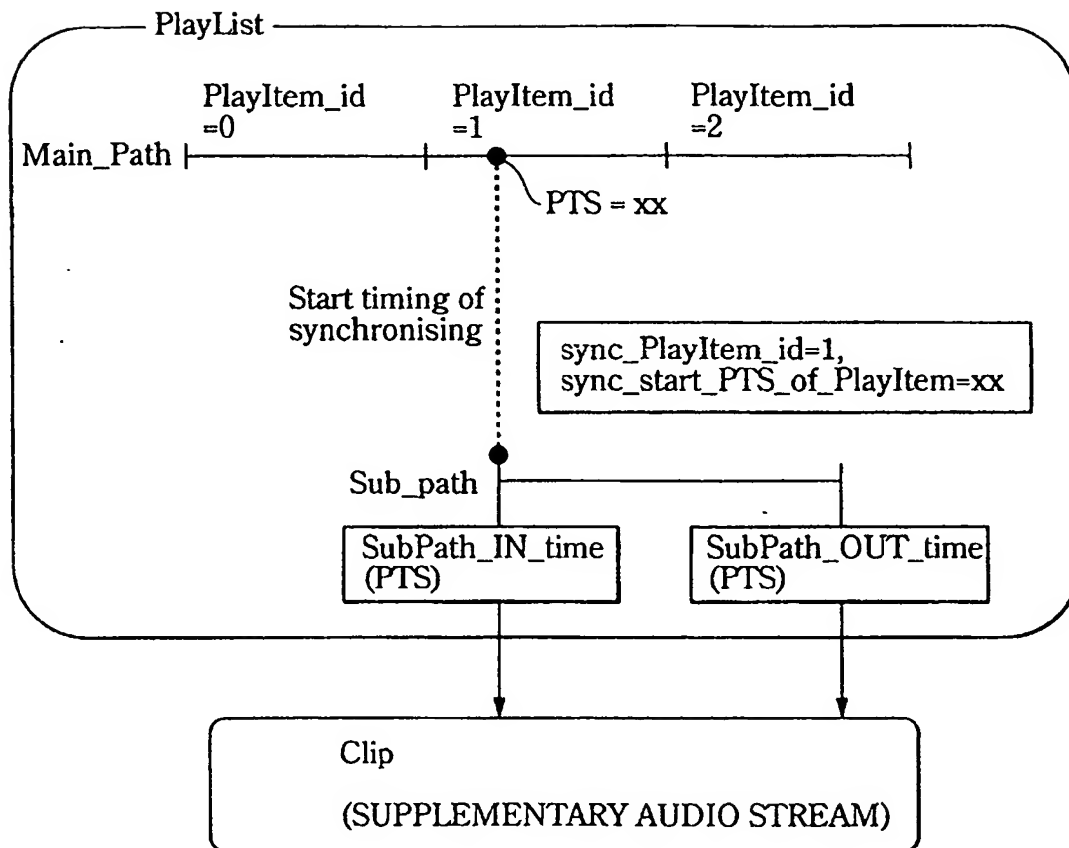 PlayList
PlayItem_id
=0
PlayItem_id
=1
PlayItem_id
=2
Main_Path
PTS = xx
Start timing of
synchronising
sync_PlayItem_id=1,
sync_start_PTS_of_PlayItem=xx
Sub_path
SubPath_IN_time
(PTS)
SubPath_OUT_time
(PTS)
Clip
(SUPPLEMENTARY AUDIO STREAM)